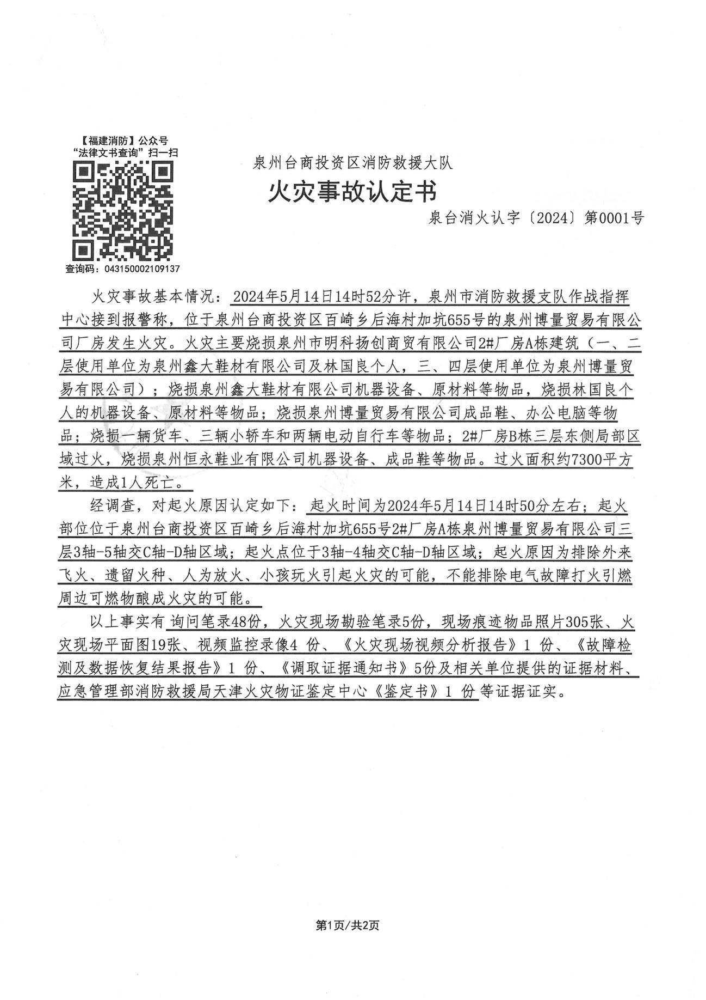 【福建消防】公众号
“法律文书查询”扫一扫
查询码：043150002109137
泉州台商投资区消防救援大队
火灾事故认定书
泉台消火认字〔2024〕第0001号
火灾事故基本情况：2024年5月14日14时52分许，泉州市消防救援支队作战指挥
中心接到报警称，位于泉州台商投资区百崎乡后海村加坑655号的泉州博量贸易有限公
司厂房发生火灾。火灾主要烧损泉州市明科扬创商贸有限公司2#厂房A栋建筑（一、二
层使用单位为泉州鑫大鞋材有限公司及林国良个人，三、四层使用单位为泉州博量贸
易有限公司）；烧损泉州鑫大鞋材有限公司机器设备、原材料等物品，烧损林国良个
人的机器设备、原材料等物品；烧损泉州博量贸易有限公司成品鞋、办公电脑等物
品；烧损一辆货车、三辆小轿车和两辆电动自行车等物品；2#厂房B栋三层东侧局部区
域过火，烧损泉州恒永鞋业有限公司机器设备、成品鞋等物品。过火面积约7300平方
米，造成1人死亡。
经调查，对起火原因认定如下：起火时间为2024年5月14日14时50分左右；起火
部位位于泉州台商投资区百崎乡后海村加坑655号2#厂房A栋泉州博量贸易有限公司三
层3轴-5轴交C轴-D轴区域；起火点位于3轴-4轴交C轴-D轴区域；起火原因为排除外来
飞火、遗留火种、人为放火、小孩玩火引起火灾的可能，不能排除电气故障打火引燃
周边可燃物酿成火灾的可能。
以上事实有 询问笔录48份，火灾现场勘验笔录5份，现场痕迹物品照片305张、火
灾现场平面图19张、视频监控录像4 份、《火灾现场视频分析报告》1 份、《故障检
测及数据恢复结果报告》1 份、《调取证据通知书》5份及相关单位提供的证据材料、
应急管理部消防救援局天津火灾物证鉴定中心《鉴定书》1 份 等证据证实。
第1页/共2页